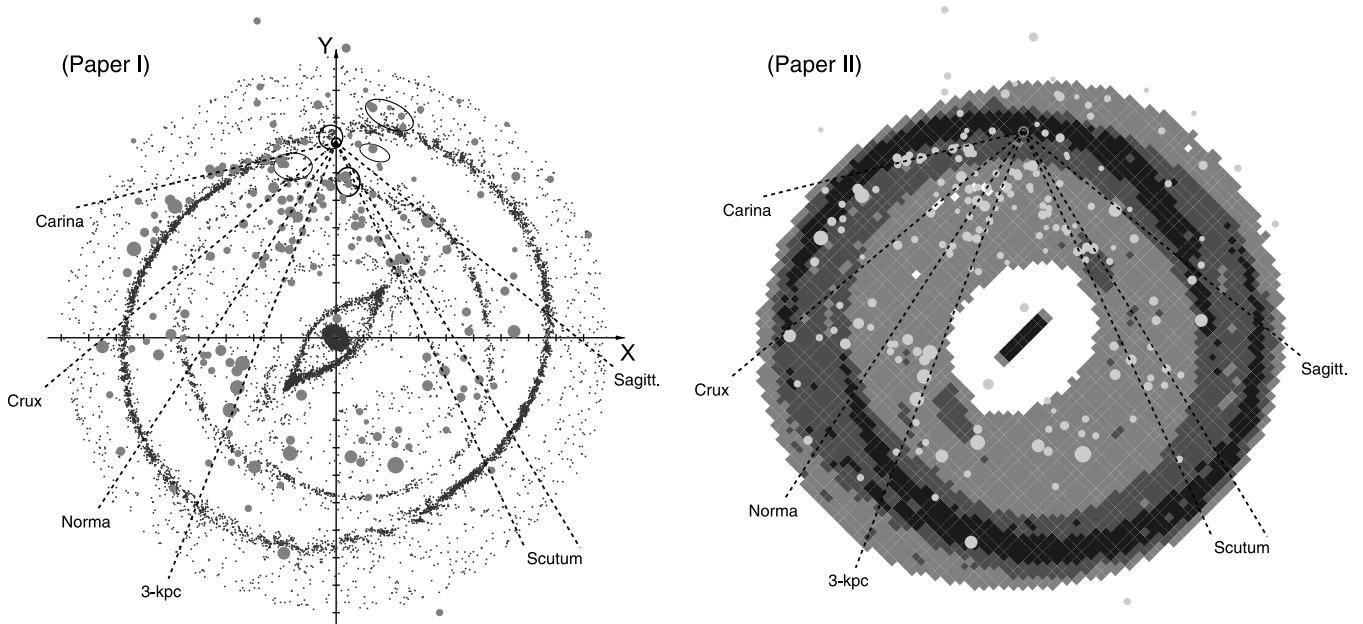 (Paper I)
Y
X
Carina
Crux
Norma
3-kpc
Scutum
Sagitt.
(Paper II)
Carina
Crux
Norma
3-kpc
Scutum
Sagitt.